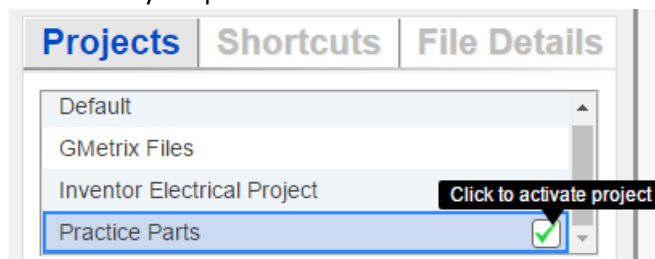 Projects Shortcuts File Details
Default
GMetrix Files
Inventor Electrical Project
Click to activate project
Practice Parts